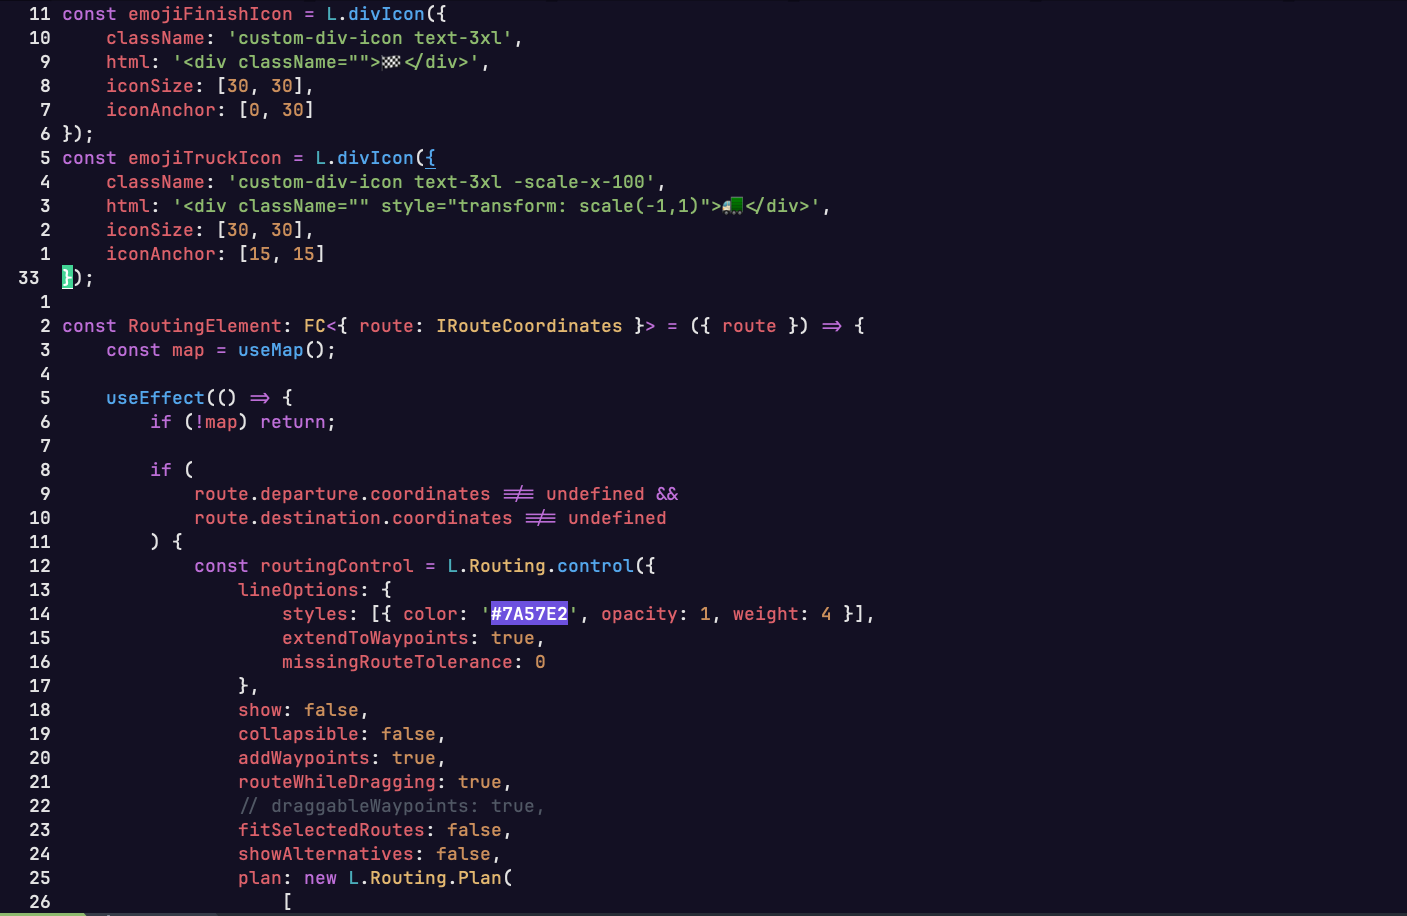 11 const emojiFinishIcon = L.divIcon({
10     className: 'custom-div-icon text-3xl',
9     html: '<div className="">🏁</div>',
8     iconSize: [30, 30],
7     iconAnchor: [0, 30]
6 });
5 const emojiTruckIcon = L.divIcon({
4     className: 'custom-div-icon text-3xl -scale-x-100',
3     html: '<div className="" style="transform: scale(-1,1)">🚛</div>',
2     iconSize: [30, 30],
1     iconAnchor: [15, 15]
33 });
1
2 const RoutingElement: FC<{ route: IRouteCoordinates }> = ({ route }) => {
3     const map = useMap();
4
5     useEffect(() => {
6         if (!map) return;
7
8         if (
9             route.departure.coordinates !== undefined &&
10             route.destination.coordinates !== undefined
11         ) {
12             const routingControl = L.Routing.control({
13                 lineOptions: {
14                     styles: [{ color: '#7A57E2', opacity: 1, weight: 4 }],
15                     extendToWaypoints: true,
16                     missingRouteTolerance: 0
17                 },
18                 show: false,
19                 collapsible: false,
20                 addWaypoints: true,
21                 routeWhileDragging: true,
22                 // draggableWaypoints: true,
23                 fitSelectedRoutes: false,
24                 showAlternatives: false,
25                 plan: new L.Routing.Plan(
26                     [